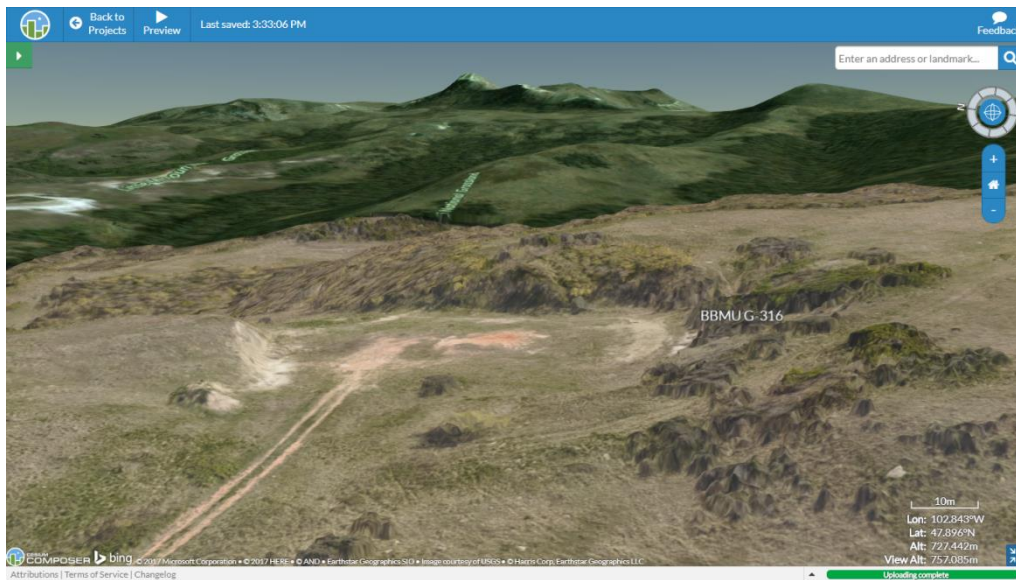 Back to
Projects
Preview
Last saved: 3:33:06 PM
Feedbac
Enter an address or landmark...
National Grasslan
BBMU G-316
10m
Lon: 102.843°W
Lat: 47.896°N
Alt: 727.442m
View Alt: 757.085m
CESIUM
COMPOSER bing © 2017 Microsoft Corporation • © 2017 HERE • © AND • Earthstar Geographics SIO • Image courtesy of USGS • © Harris Corp, Earthstar Geographics LLC
Attributions | Terms of Service | Changelog
Uploading complete